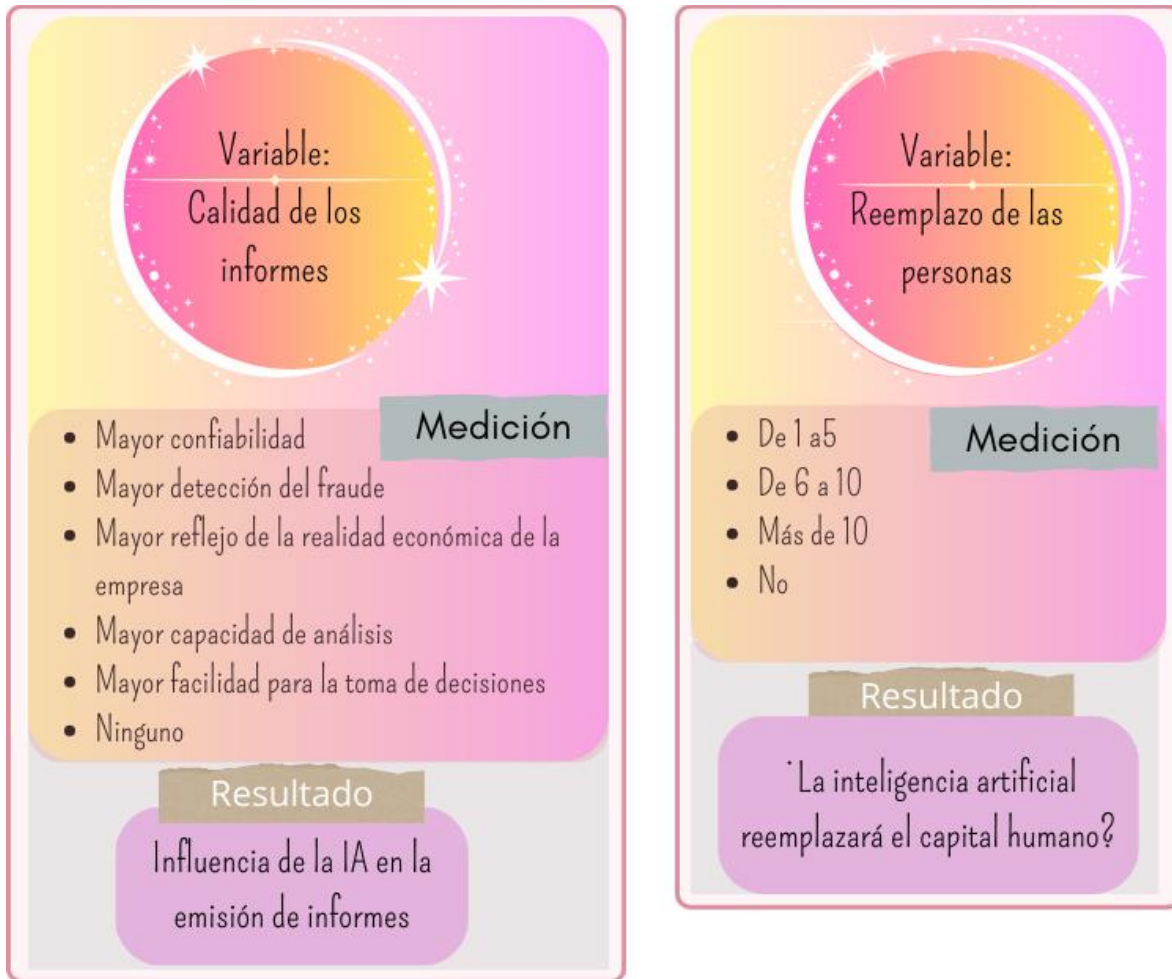 Variable:
Calidad de los
informes
Medición
• Mayor confiabilidad
• Mayor detección del fraude
• Mayor reflejo de la realidad económica de la
empresa
• Mayor capacidad de análisis
• Mayor facilidad para la toma de decisiones
• Ninguno
Resultado
Influencia de la IA en la
emisión de informes
Variable:
Reemplazo de las
personas
Medición
• De 1 a5
• De 6 a 10
• Más de 10
• No
Resultado
˙La inteligencia artificial
reemplazará el capital humano?